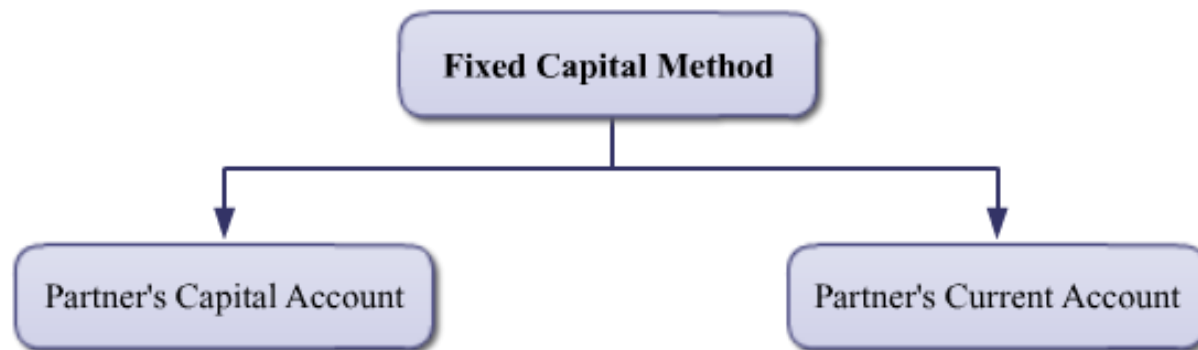 Fixed Capital Method
Partner's Capital Account
Partner's Current Account